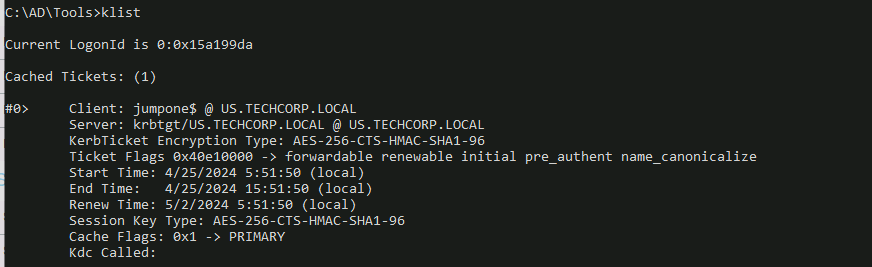 C:\AD\Tools>klist
Current LogonId is 0:0x15a199da
Cached Tickets: (1)
#0>     Client: jumpone$ @ US.TECHCORP.LOCAL
        Server: krbtgt/US.TECHCORP.LOCAL @ US.TECHCORP.LOCAL
        KerbTicket Encryption Type: AES-256-CTS-HMAC-SHA1-96
        Ticket Flags 0x40e10000 -> forwardable renewable initial pre_authent name_canonicalize
        Start Time: 4/25/2024 5:51:50 (local)
        End Time:   4/25/2024 15:51:50 (local)
        Renew Time: 5/2/2024 5:51:50 (local)
        Session Key Type: AES-256-CTS-HMAC-SHA1-96
        Cache Flags: 0x1 -> PRIMARY
        Kdc Called: